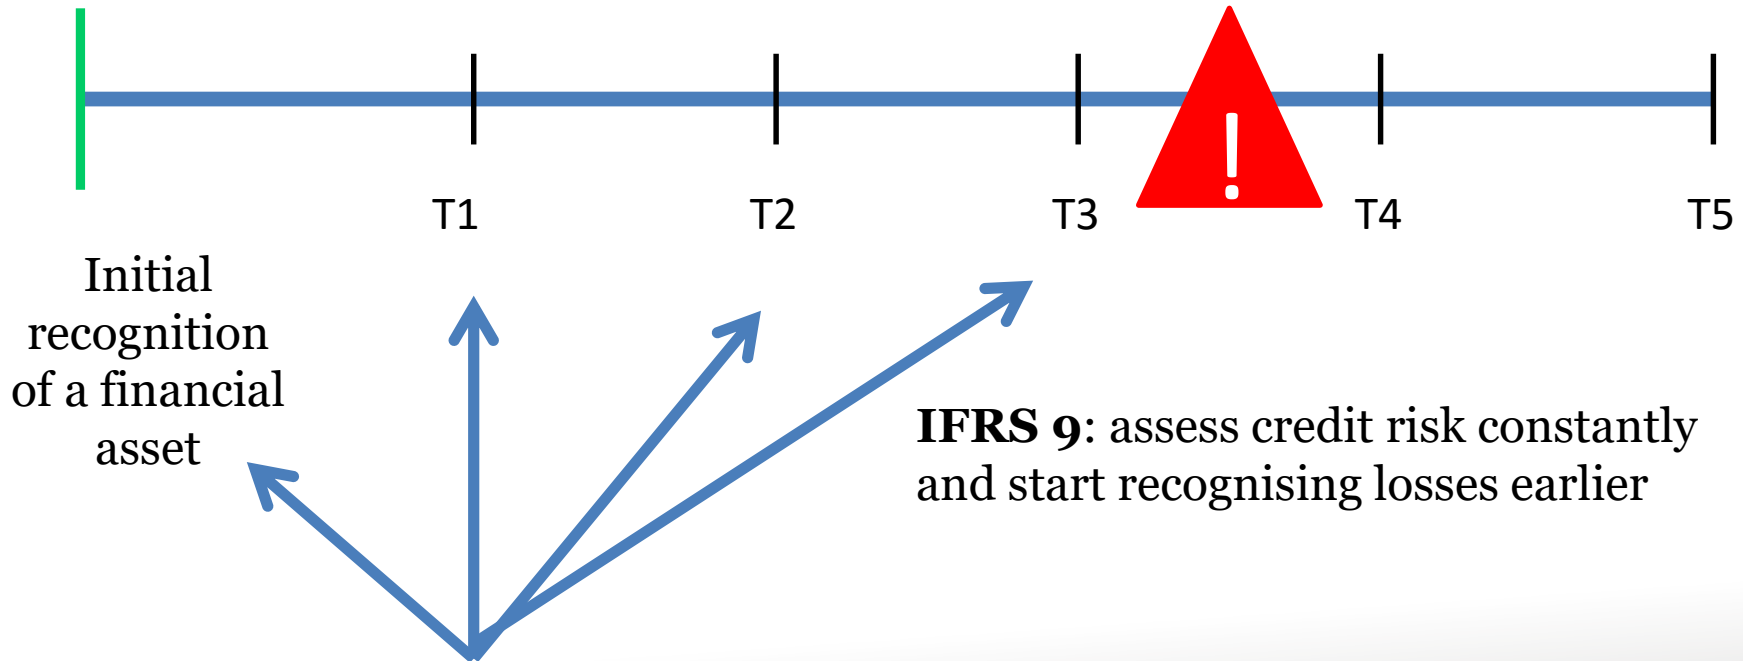 !
T1
T2
T3
T4
T5
Initial
recognition
of a financial
asset
IFRS 9: assess credit risk constantly
and start recognising losses earlier